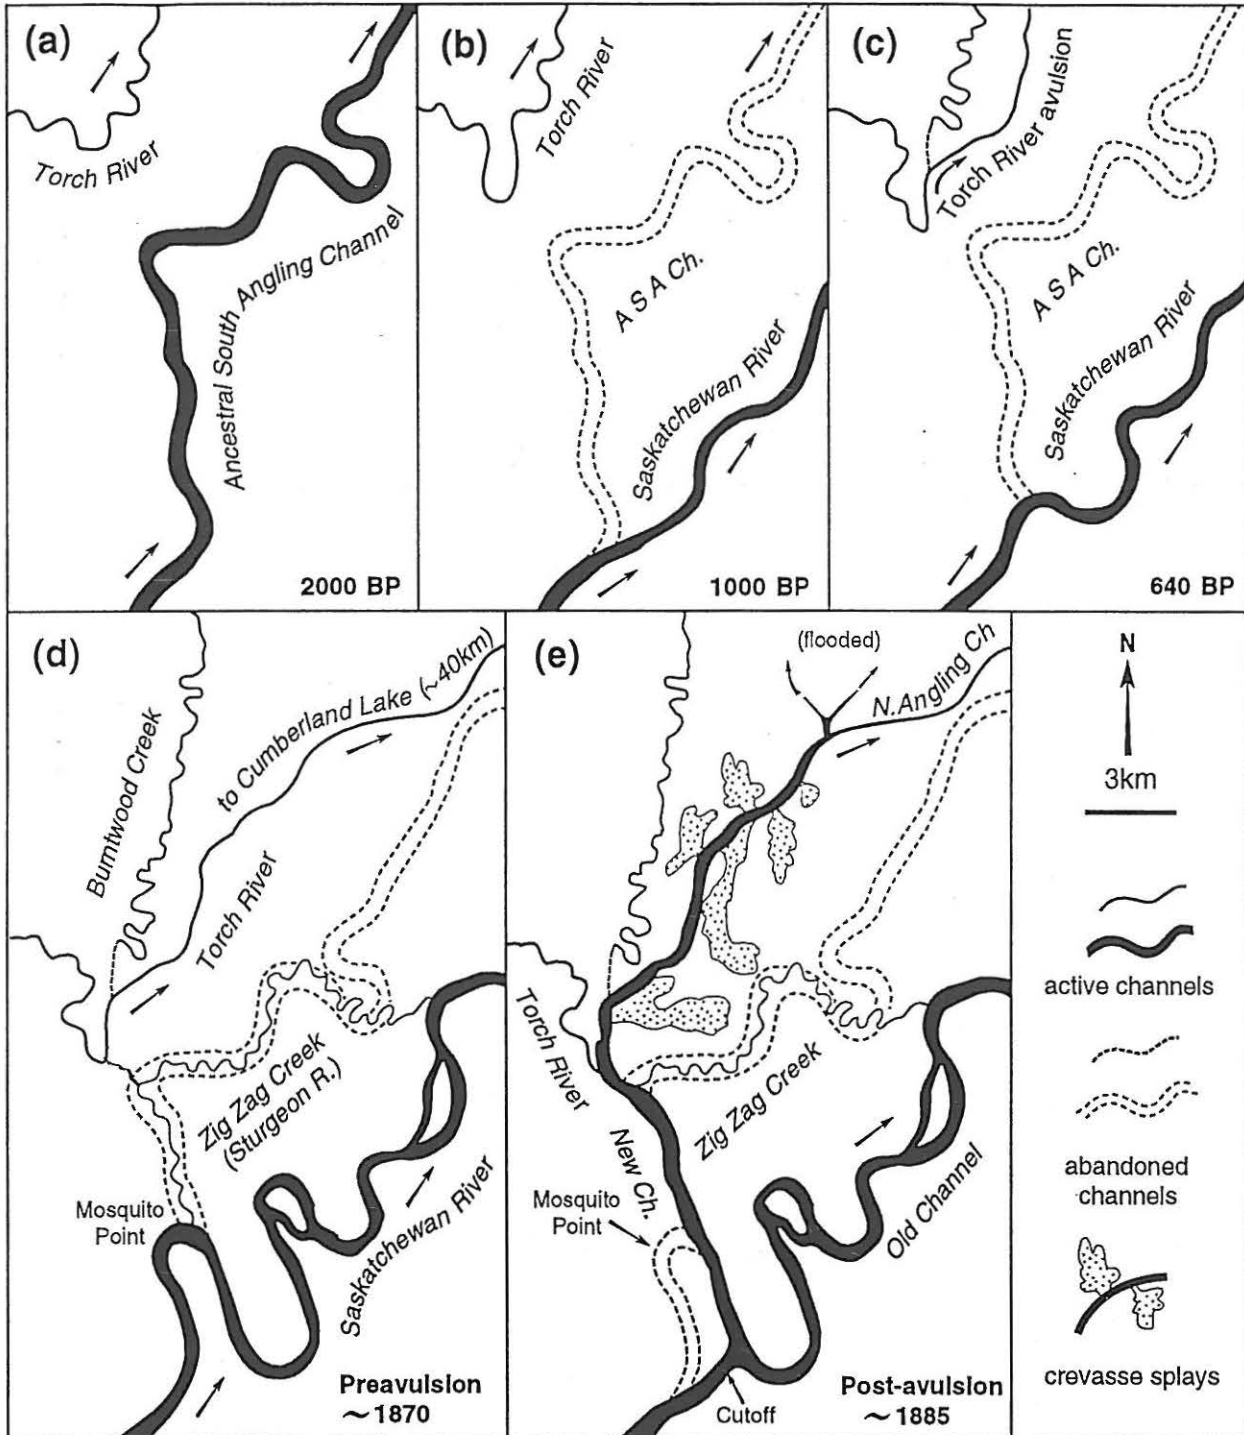 (a)
Torch River
Ancestral South Angling Channel
2000 BP
(b)
Torch River
A S A Ch.
Saskatchewan River
1000 BP
(c)
Torch River avulsion
A S A Ch.
Saskatchewan River
640 BP
(d)
Burntwood Creek
to Cumberland Lake (~40km)
Torch River
Zig Zag Creek
(Sturgeon R.)
Mosquito
Point
Saskatchewan River
Preavulsion
~1870
(e)
(flooded)
N. Angling Ch
Torch River
Zig Zag Creek
New Ch.
Mosquito
Point
Old Channel
Cutoff
Post-avulsion
~1885
N
3km
active channels
abandoned
channels
crevasse splays